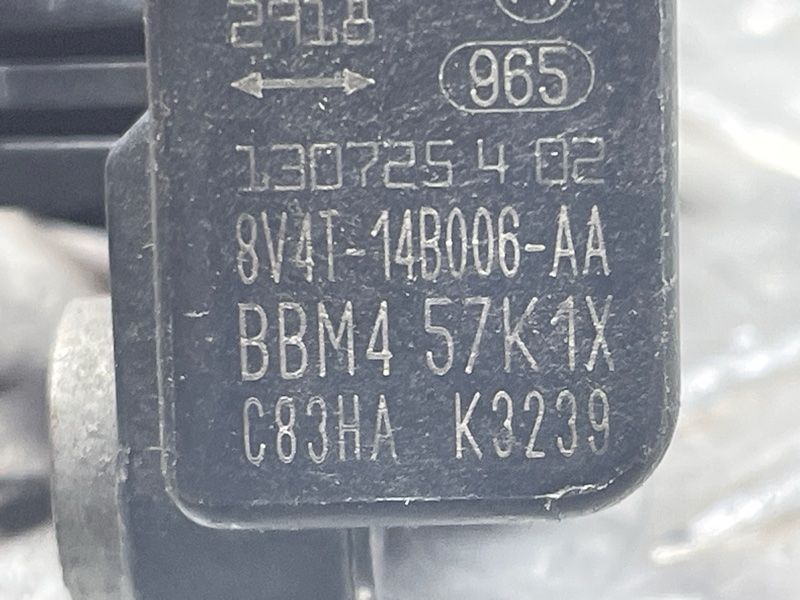 965
130725 4 02
8V4T-14B006-AA
BBM4 57K1X
C83HA K3239